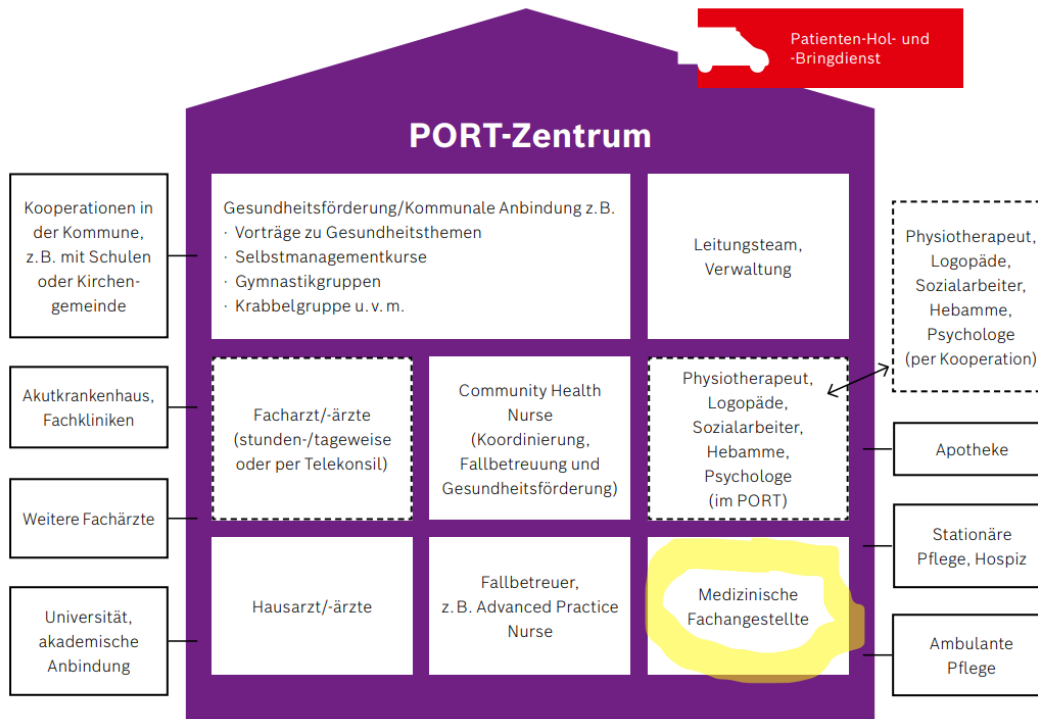 Patienten-Hol- und
-Bringdienst
PORT-Zentrum
Kooperationen in
der Kommune,
z. B. mit Schulen
oder Kirchen-
gemeinde
Gesundheitsförderung/Kommunale Anbindung z. B.
· Vorträge zu Gesundheitsthemen
· Selbstmanagementkurse
· Gymnastikgruppen
· Krabbelgruppe u. v. m.
Leitungsteam,
Verwaltung
Physiotherapeut,
Logopäde,
Sozialarbeiter,
Hebamme,
Psychologe
(per Kooperation)
Akutkrankenhaus,
Fachkliniken
Facharzt/-ärzte
(stunden-/tageweise
oder per Telekonsil)
Community Health
Nurse
(Koordinierung,
Fallbetreuung und
Gesundheitsförderung)
Physiotherapeut,
Logopäde,
Sozialarbeiter,
Hebamme,
Psychologe
(im PORT)
Apotheke
Weitere Fachärzte
Stationäre
Pflege, Hospiz
Universität,
akademische
Anbindung
Hausarzt/-ärzte
Fallbetreuer,
z. B. Advanced Practice
Nurse
Medizinische
Fachangestellte
Ambulante
Pflege